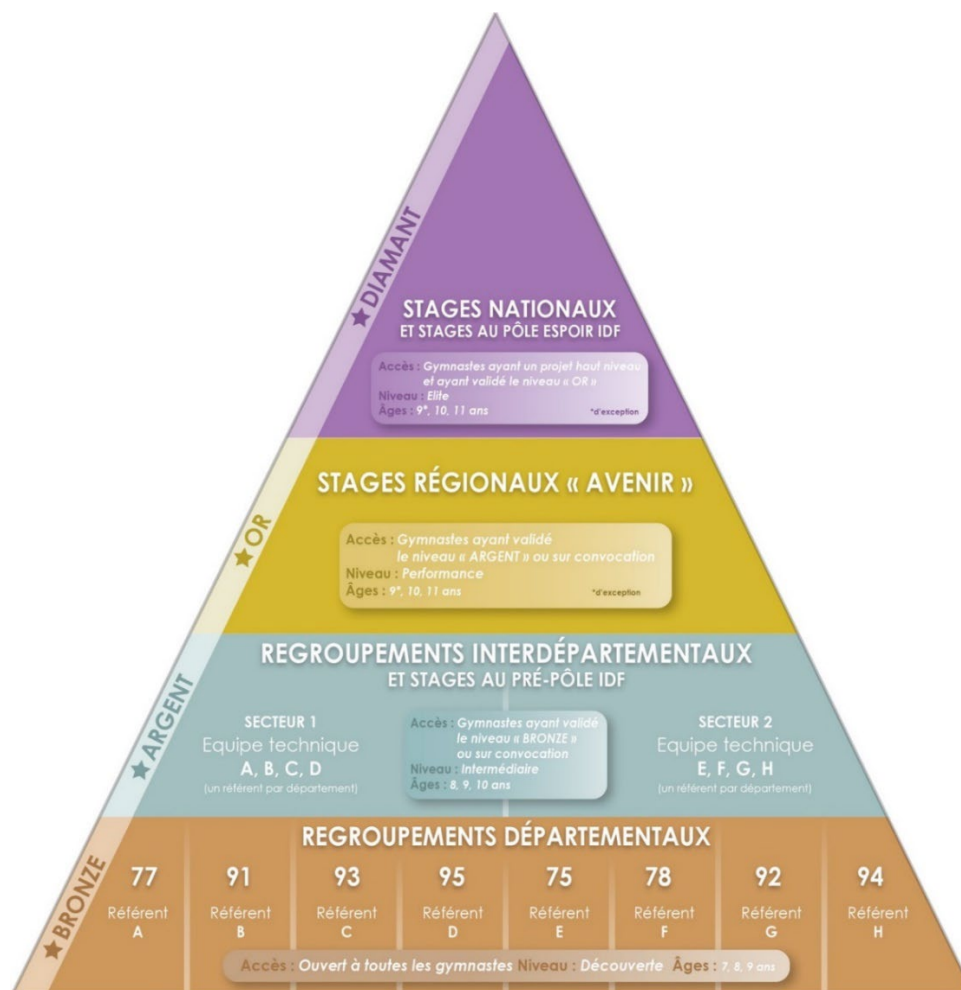 ★ DIAMANT
STAGES NATIONAUX
ET STAGES AU PÔLE ESPOIR IDF
Accès : Gymnastes ayant un projet haut niveau
et ayant validé le niveau « OR »
Niveau : Elite
Âges : 9*, 10, 11 ans
*d'exception
★ OR
STAGES RÉGIONAUX « AVENIR »
Accès : Gymnastes ayant validé
le niveau « ARGENT » ou sur convocation
Niveau : Performance
Âges : 9*, 10, 11 ans
*d'exception
★ ARGENT
REGROUPEMENTS INTERDÉPARTEMENTAUX
ET STAGES AU PRÉ-PÔLE IDF
SECTEUR 1
Equipe technique
A, B, C, D
(un référent par département)
Accès : Gymnastes ayant validé
le niveau « BRONZE »
ou sur convocation
Niveau : Intermédiaire
Âges : 8, 9, 10 ans
SECTEUR 2
Equipe technique
E, F, G, H
(un référent par département)
★ BRONZE
REGROUPEMENTS DÉPARTEMENTAUX
77 91 93 95 75 78 92 94
Référent Référent Référent Référent Référent Référent Référent Référent
A B C D E F G H
Accès : Ouvert à toutes les gymnastes Niveau : Découverte Âges : 7, 8, 9 ans